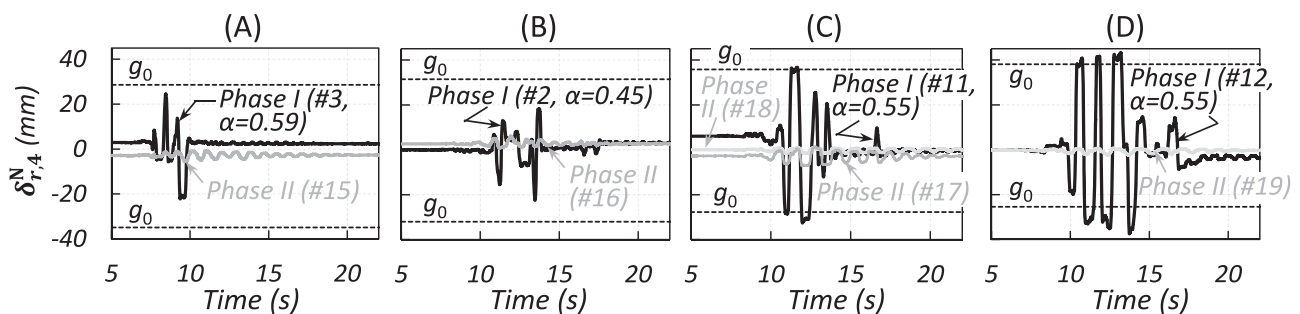 (A) (B) (C) (D)
δᴺr,4 (mm)
40
20
0
-20
-40
g0
Phase I (#3,
α=0.59)
Phase II (#15)
g0
5 10 15 20
Time (s)
g0
Phase I (#2, α=0.45)
Phase II
(#16)
g0
5 10 15 20
Time (s)
g0
Phase
II (#18)
Phase I (#11,
α=0.55)
Phase II (#17)
g0
5 10 15 20
Time (s)
g0
Phase I (#12,
α=0.55)
Phase II (#19)
g0
5 10 15 20
Time (s)